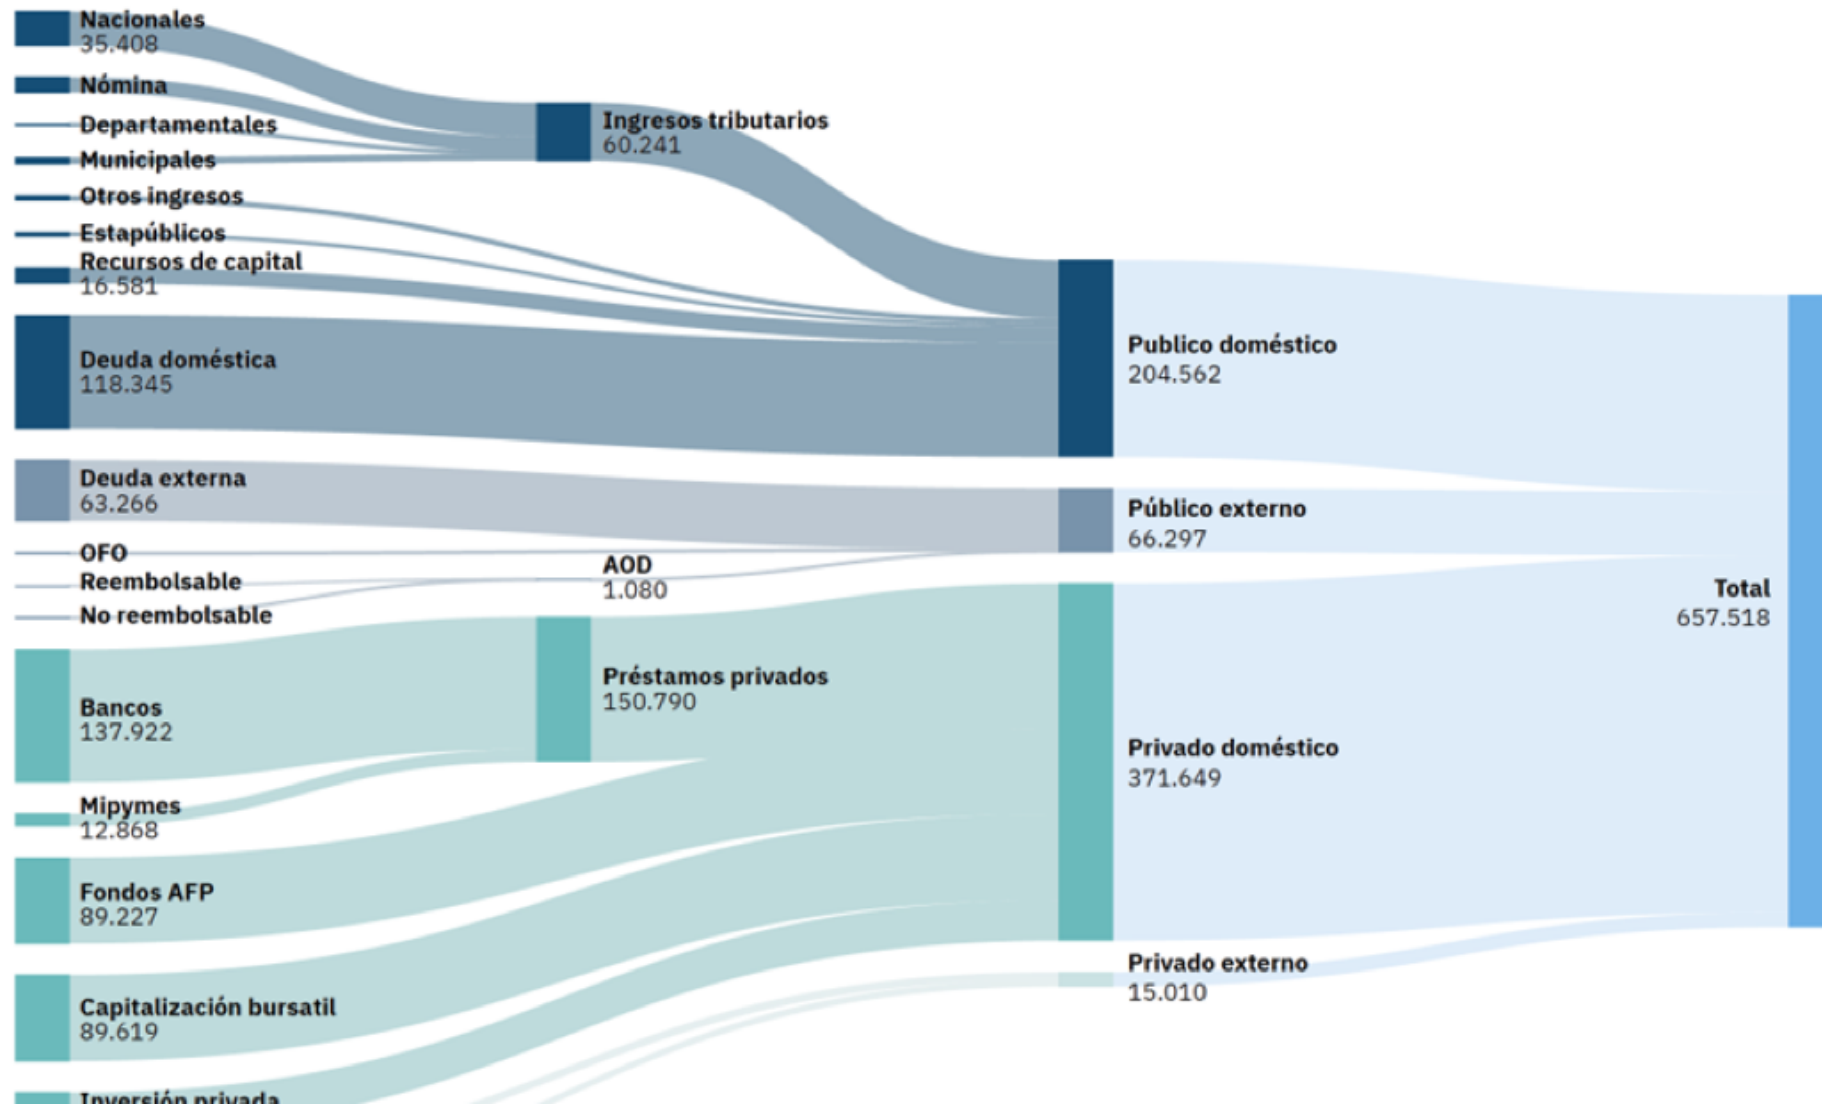 Nacionales
35.408
Nómina
Departamentales
Municipales
Otros ingresos
Estapúblicos
Recursos de capital
16.581
Deuda doméstica
118.345
Deuda externa
63.266
OFO
Reembolsable
No reembolsable
Bancos
137.922
Mipymes
12.868
Fondos AFP
89.227
Capitalización bursatil
89.619
Inversión privada
Ingresos tributarios
60.241
AOD
1.080
Préstamos privados
150.790
Publico doméstico
204.562
Público externo
66.297
Privado doméstico
371.649
Privado externo
15.010
Total
657.518